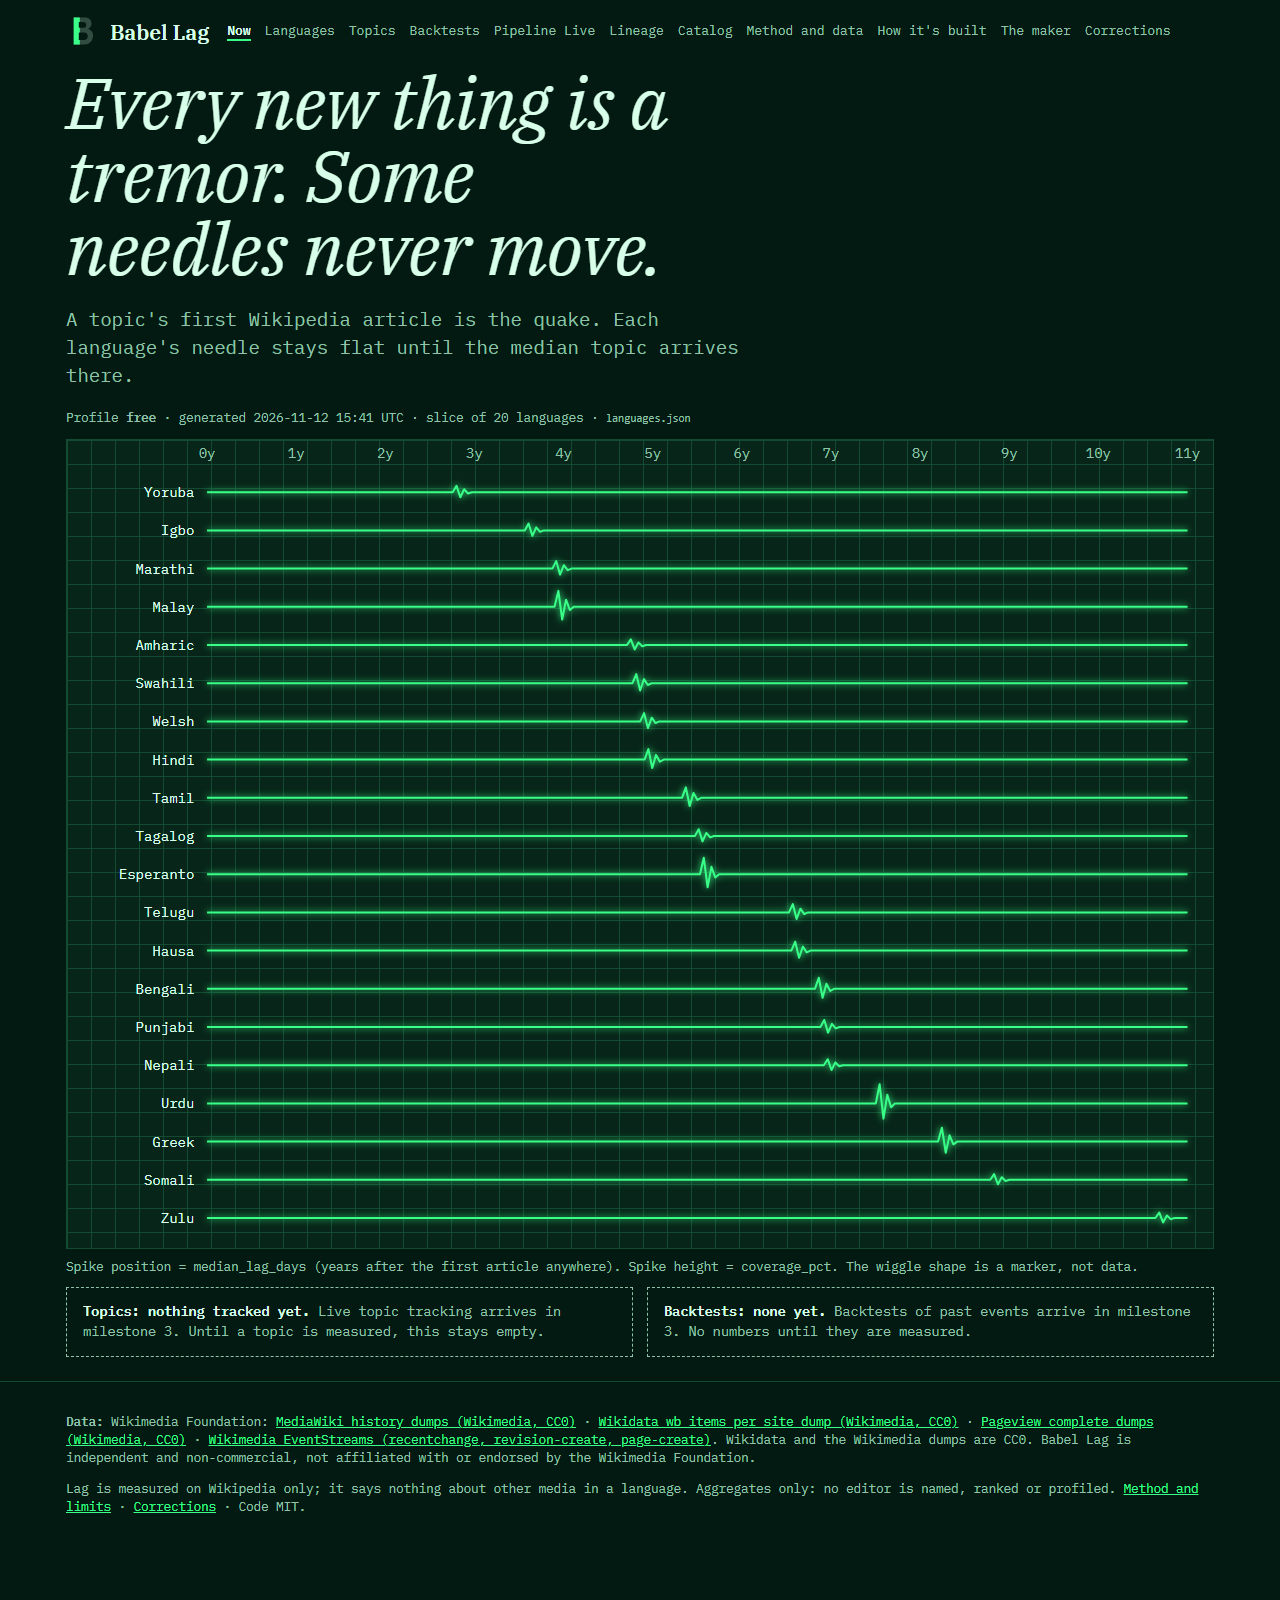 B Babel Lag Now Languages Topics Backtests Pipeline Live Lineage Catalog Method and data How it's built The maker Corrections
Every new thing is a
tremor. Some
needles never move.
A topic's first Wikipedia article is the quake. Each
language's needle stays flat until the median topic arrives
there.
Profile free · generated 2026-11-12 15:41 UTC · slice of 20 languages · languages.json
0y 1y 2y 3y 4y 5y 6y 7y 8y 9y 10y 11y
Yoruba
Igbo
Marathi
Malay
Amharic
Swahili
Welsh
Hindi
Tamil
Tagalog
Esperanto
Telugu
Hausa
Bengali
Punjabi
Nepali
Urdu
Greek
Somali
Zulu
Spike position = median_lag_days (years after the first article anywhere). Spike height = coverage_pct. The wiggle shape is a marker, not data.
Topics: nothing tracked yet. Live topic tracking arrives in
milestone 3. Until a topic is measured, this stays empty.
Backtests: none yet. Backtests of past events arrive in milestone
3. No numbers until they are measured.
Data: Wikimedia Foundation: MediaWiki history dumps (Wikimedia, CC0) · Wikidata wb items per site dump (Wikimedia, CC0) · Pageview complete dumps
(Wikimedia, CC0) · Wikimedia EventStreams (recentchange, revision-create, page-create). Wikidata and the Wikimedia dumps are CC0. Babel Lag is
independent and non-commercial, not affiliated with or endorsed by the Wikimedia Foundation.
Lag is measured on Wikipedia only; it says nothing about other media in a language. Aggregates only: no editor is named, ranked or profiled. Method and
limits · Corrections · Code MIT.